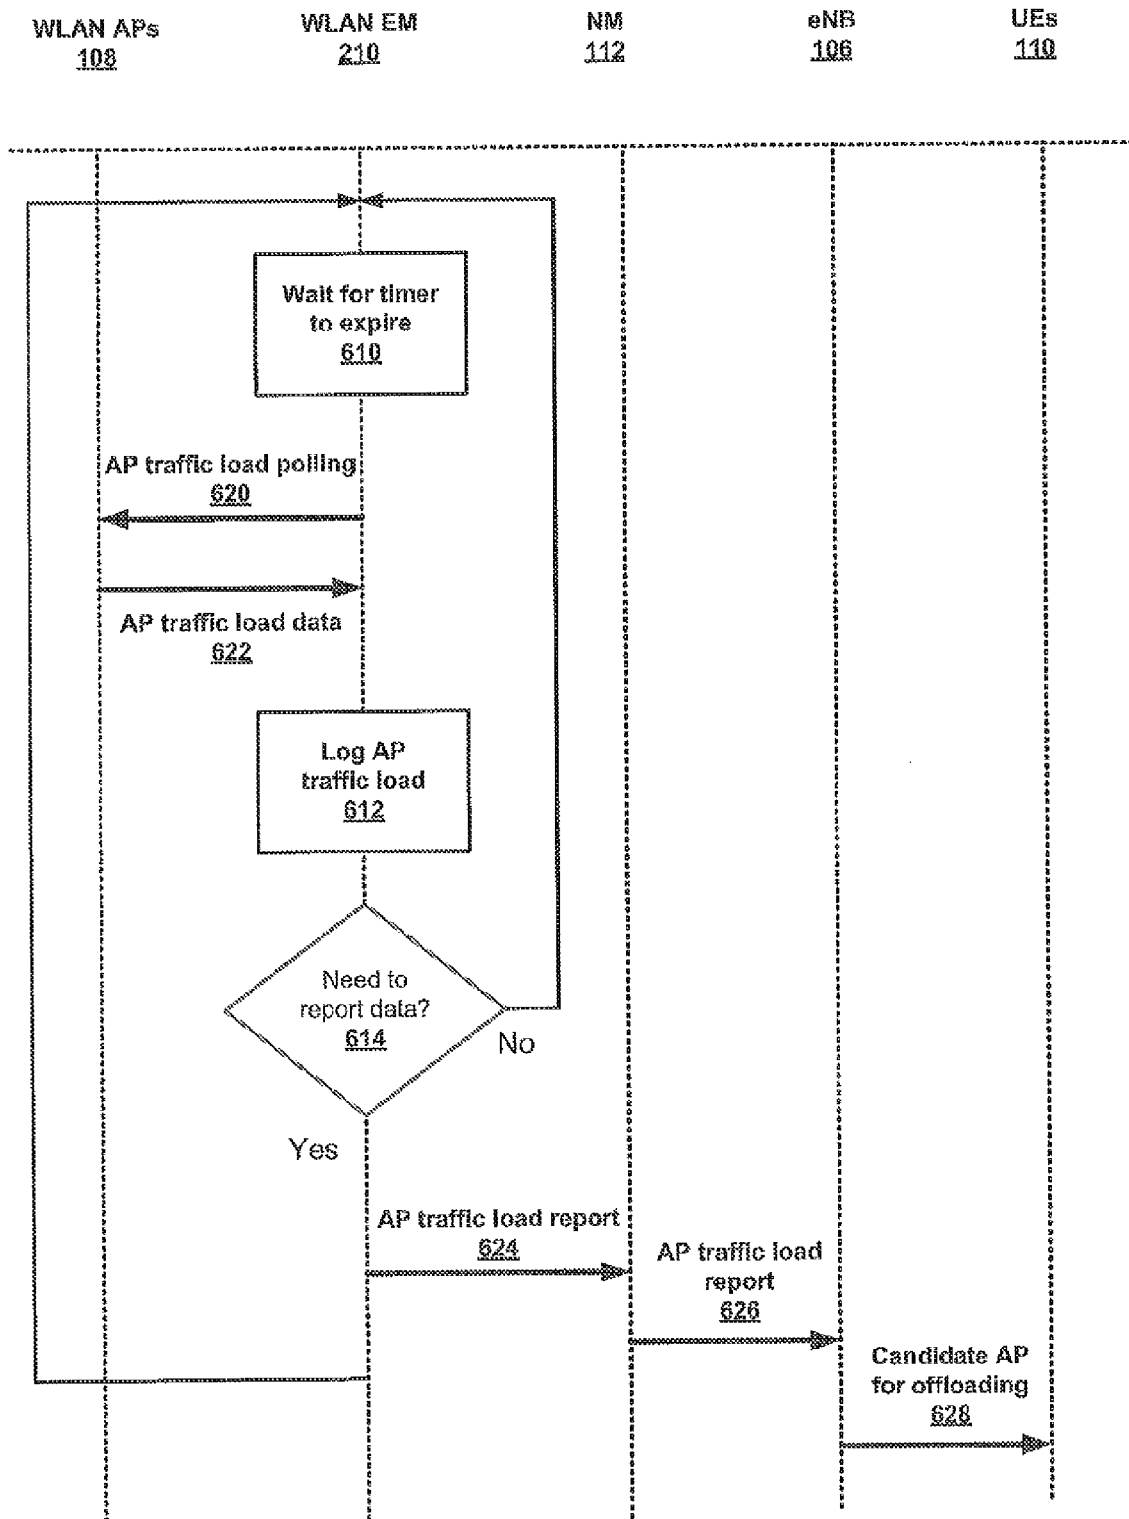 WLAN APs
108
WLAN EM
210
NM
112
eNB
106
UEs
110
Wait for timer
to expire
610
AP traffic load polling
620
AP traffic load data
622
Log AP
traffic load
612
Need to
report data?
614
No
Yes
AP traffic load report
624
AP traffic load
report
626
Candidate AP
for offloading
628